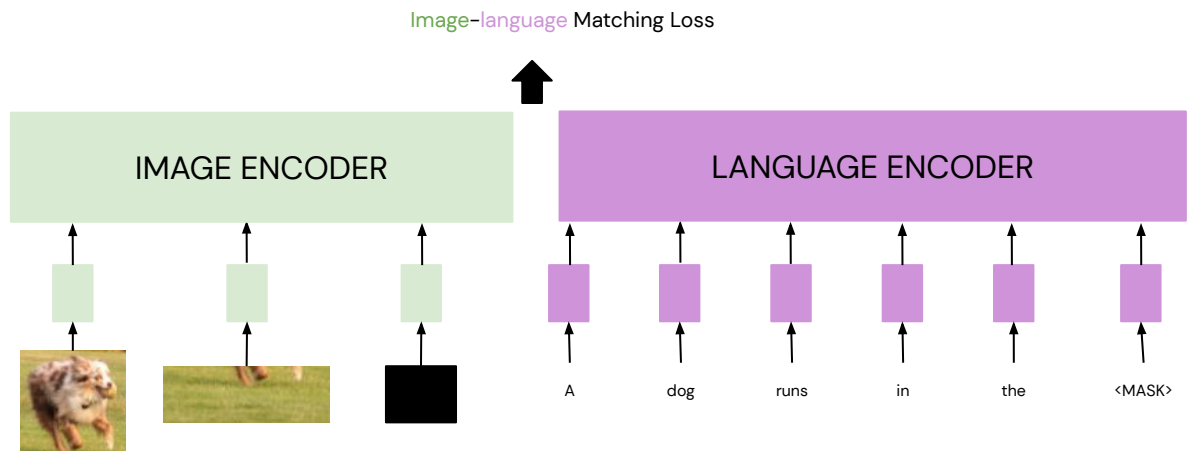 Image-language Matching Loss
IMAGE ENCODER
LANGUAGE ENCODER
A dog runs in the <MASK>